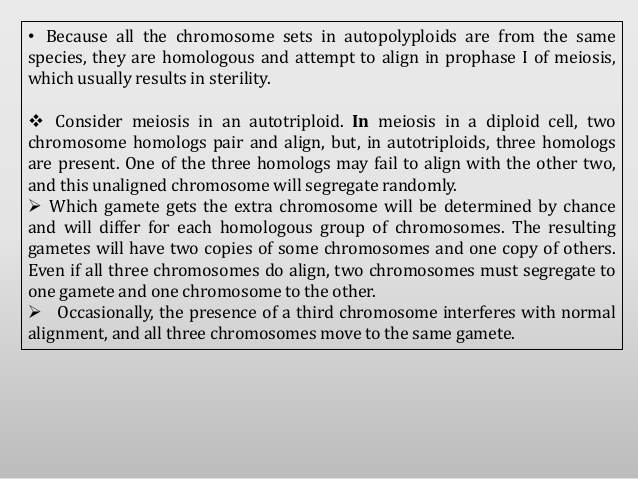 • Because all the chromosome sets in autopolyploids are from the same
species, they are homologous and attempt to align in prophase I of meiosis,
which usually results in sterility.
❖ Consider meiosis in an autotriploid. In meiosis in a diploid cell, two
chromosome homologs pair and align, but, in autotriploids, three homologs
are present. One of the three homologs may fail to align with the other two,
and this unaligned chromosome will segregate randomly.
➢ Which gamete gets the extra chromosome will be determined by chance
and will differ for each homologous group of chromosomes. The resulting
gametes will have two copies of some chromosomes and one copy of others.
Even if all three chromosomes do align, two chromosomes must segregate to
one gamete and one chromosome to the other.
➢ Occasionally, the presence of a third chromosome interferes with normal
alignment, and all three chromosomes move to the same gamete.